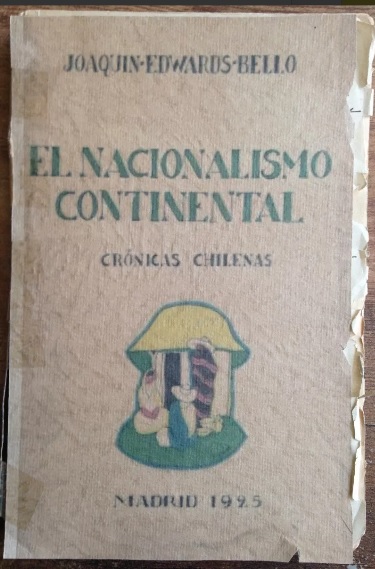 JOAQUIN·EDWARDS·BELLO
EL NACIONALISMO
CONTINENTAL
CRÓNICAS CHILENAS
MADRID 1925